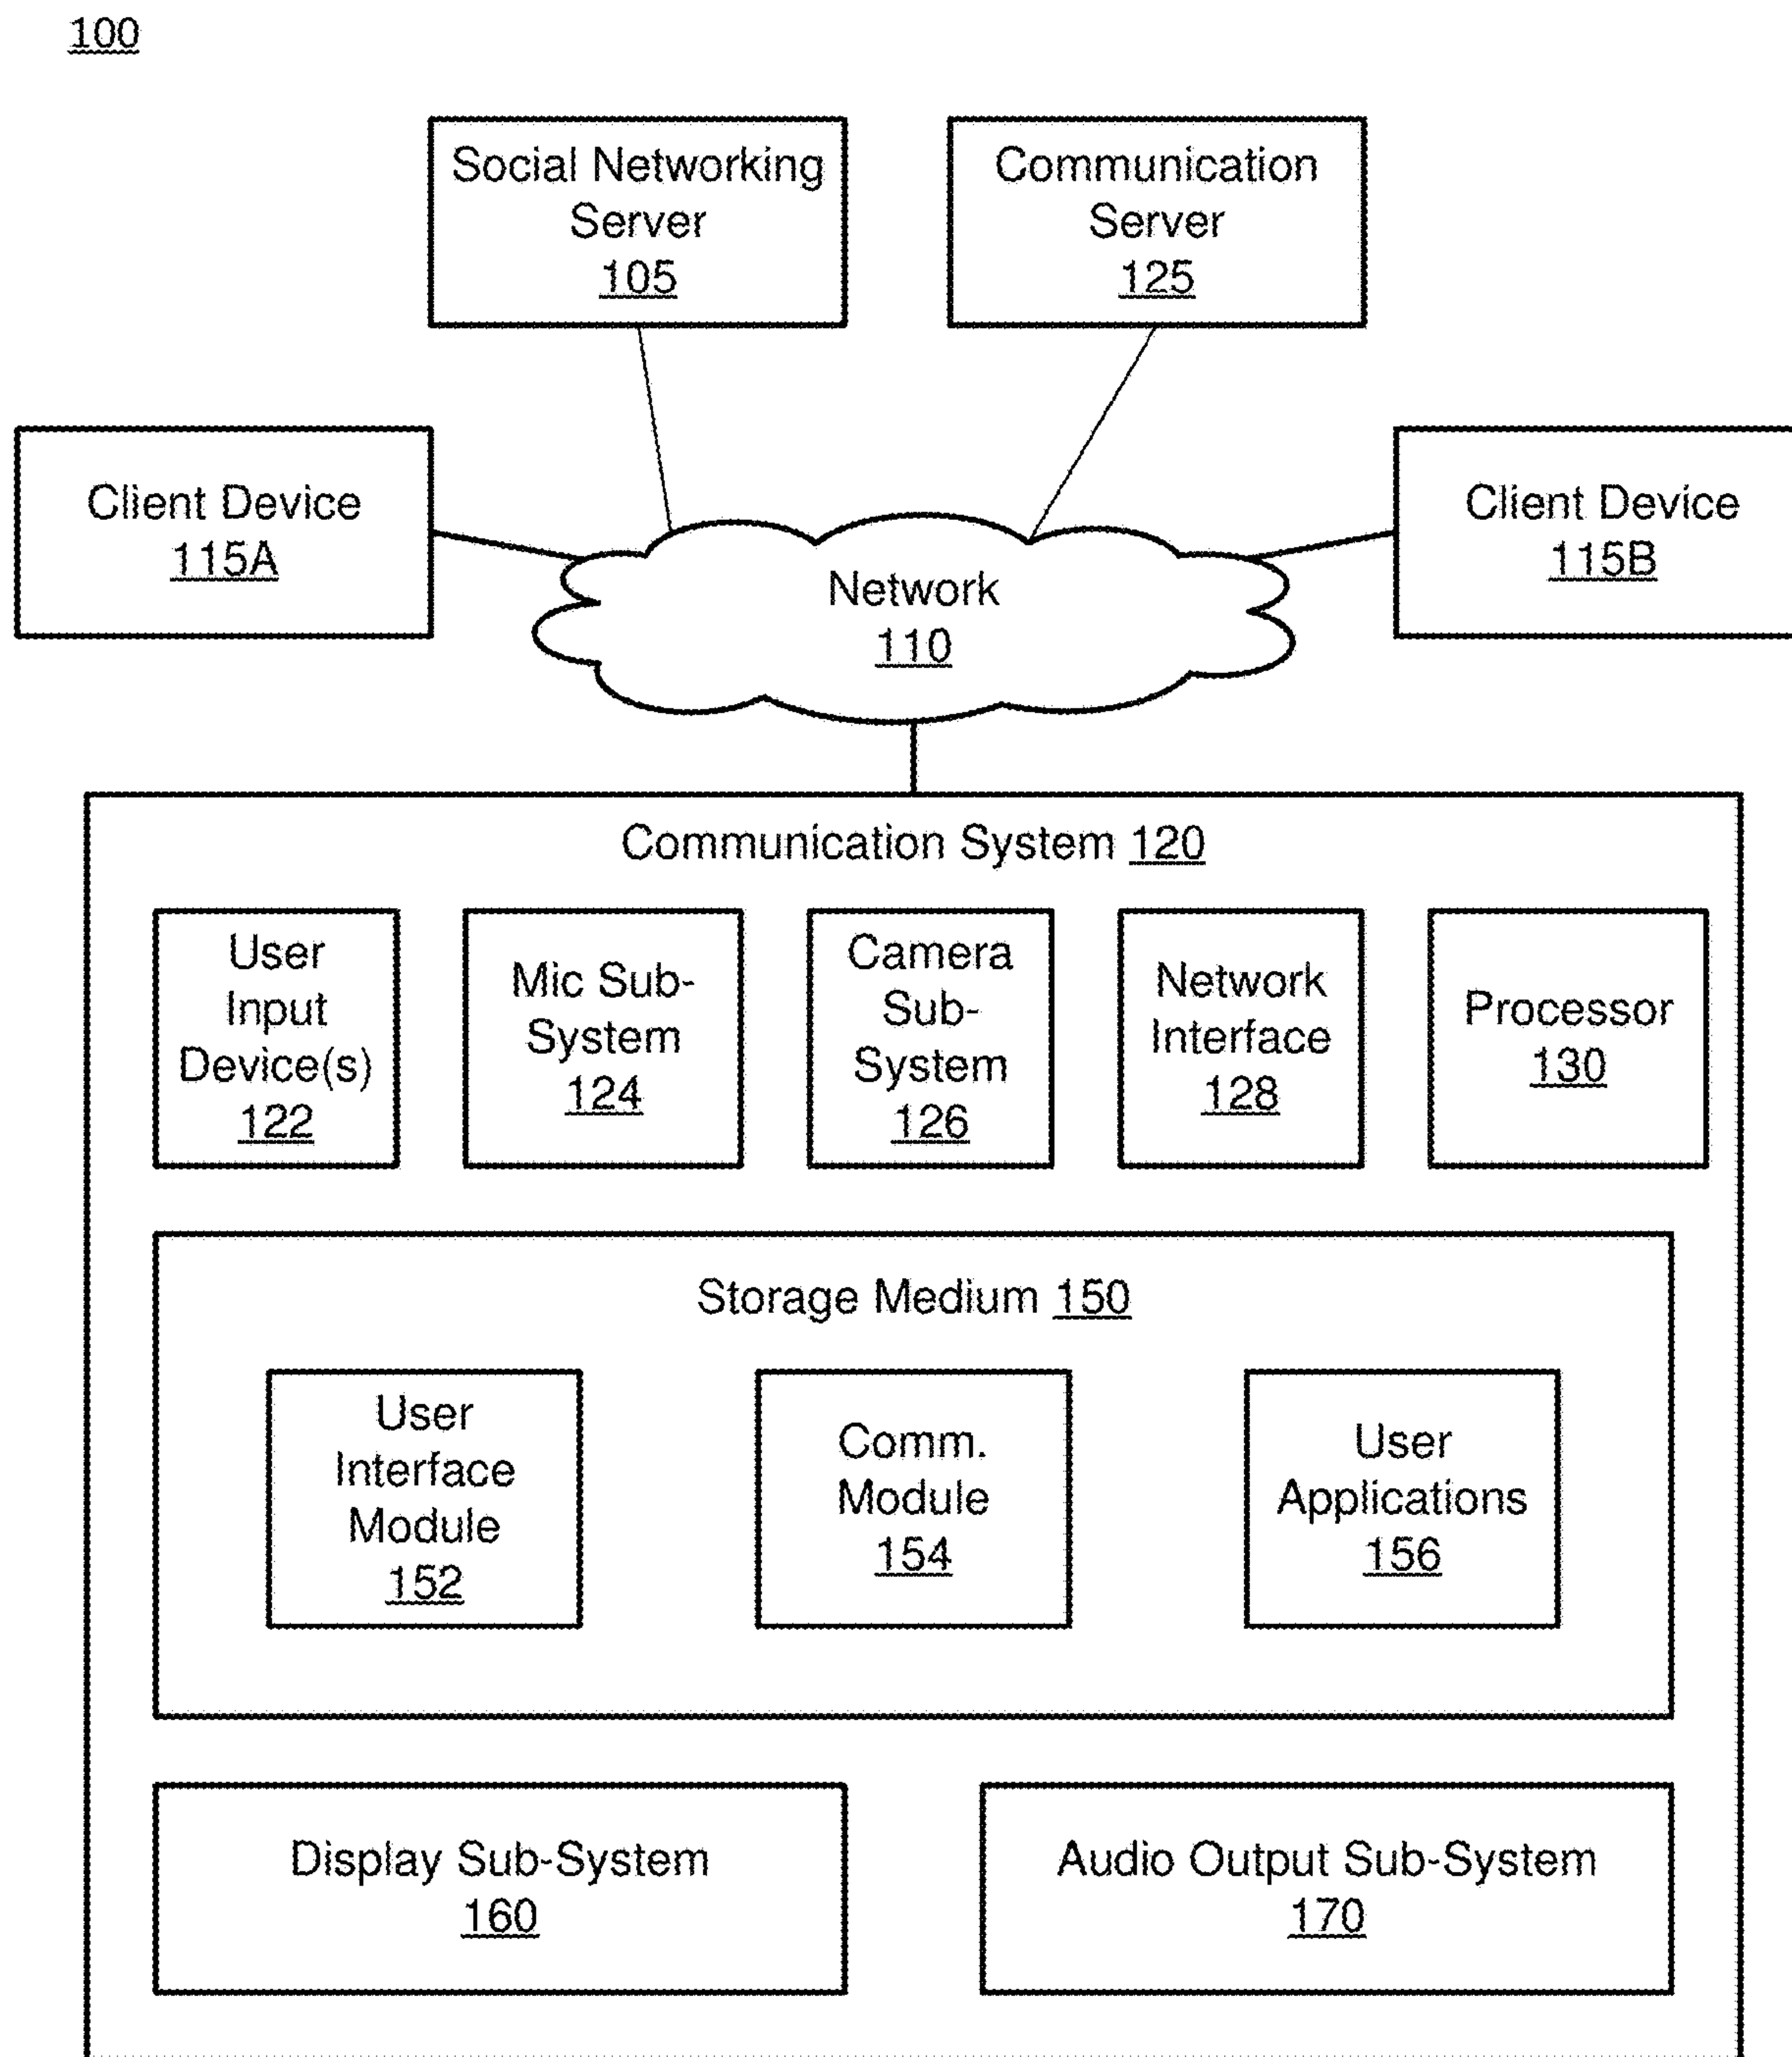 100
Social Networking
Server
105
Communication
Server
125
Client Device
115A
Network
110
Client Device
115B
Communication System 120
User
Input
Device(s)
122
Mic Sub-
System
124
Camera
Sub-
System
126
Network
Interface
128
Processor
130
Storage Medium 150
User
Interface
Module
152
Comm.
Module
154
User
Applications
156
Display Sub-System
160
Audio Output Sub-System
170